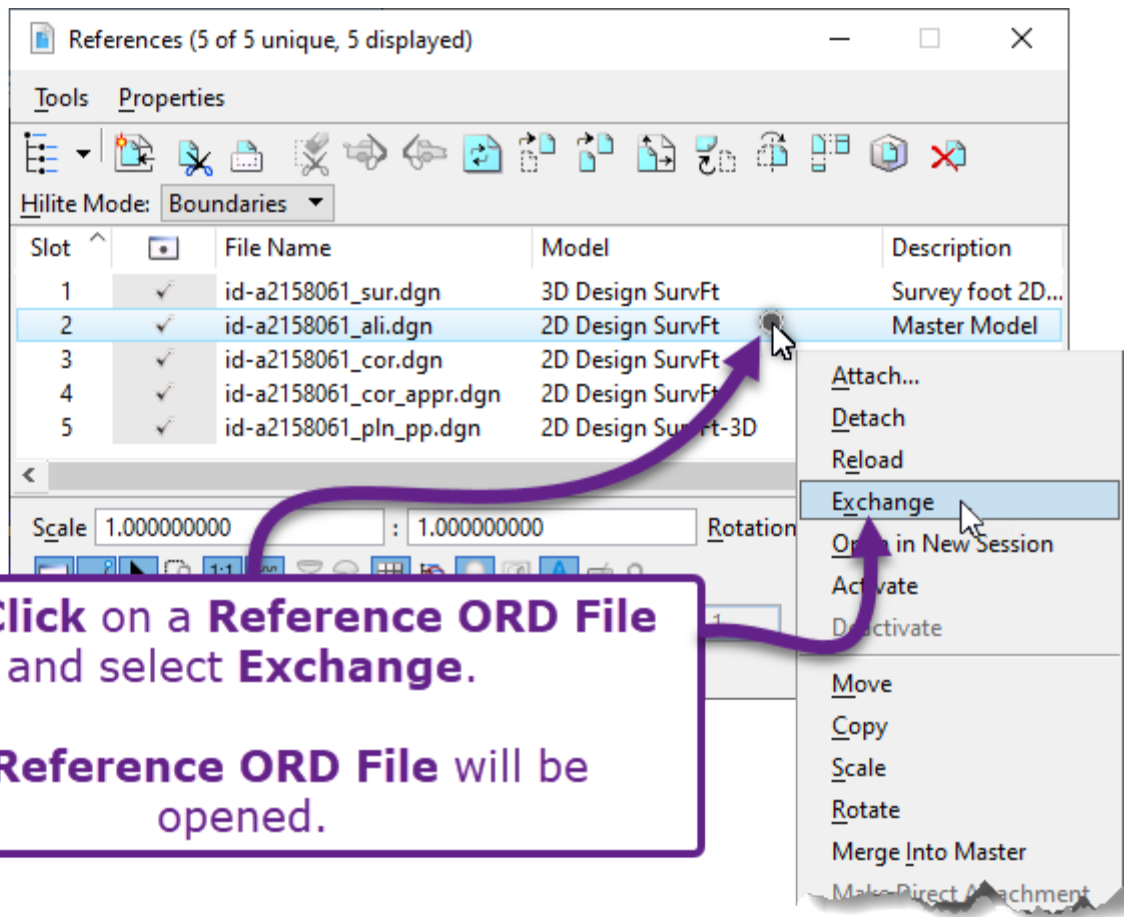 References (5 of 5 unique, 5 displayed)
Tools Properties
Hilite Mode: Boundaries
Slot File Name Model Description
1 id-a2158061_sur.dgn 3D Design SurvFt Survey foot 2D...
2 id-a2158061_ali.dgn 2D Design SurvFt Master Model
3 id-a2158061_cor.dgn 2D Design SurvFt
4 id-a2158061_cor_appr.dgn 2D Design SurvFt
5 id-a2158061_pln_pp.dgn 2D Design SurvFt-3D
Scale 1.000000000 : 1.000000000 Rotation
1:1
1
Click on a Reference ORD File
and select Exchange.
Reference ORD File will be
opened.
Attach...
Detach
Reload
Exchange
Open in New Session
Activate
Deactivate
Move
Copy
Scale
Rotate
Merge Into Master
Make Direct Attachment